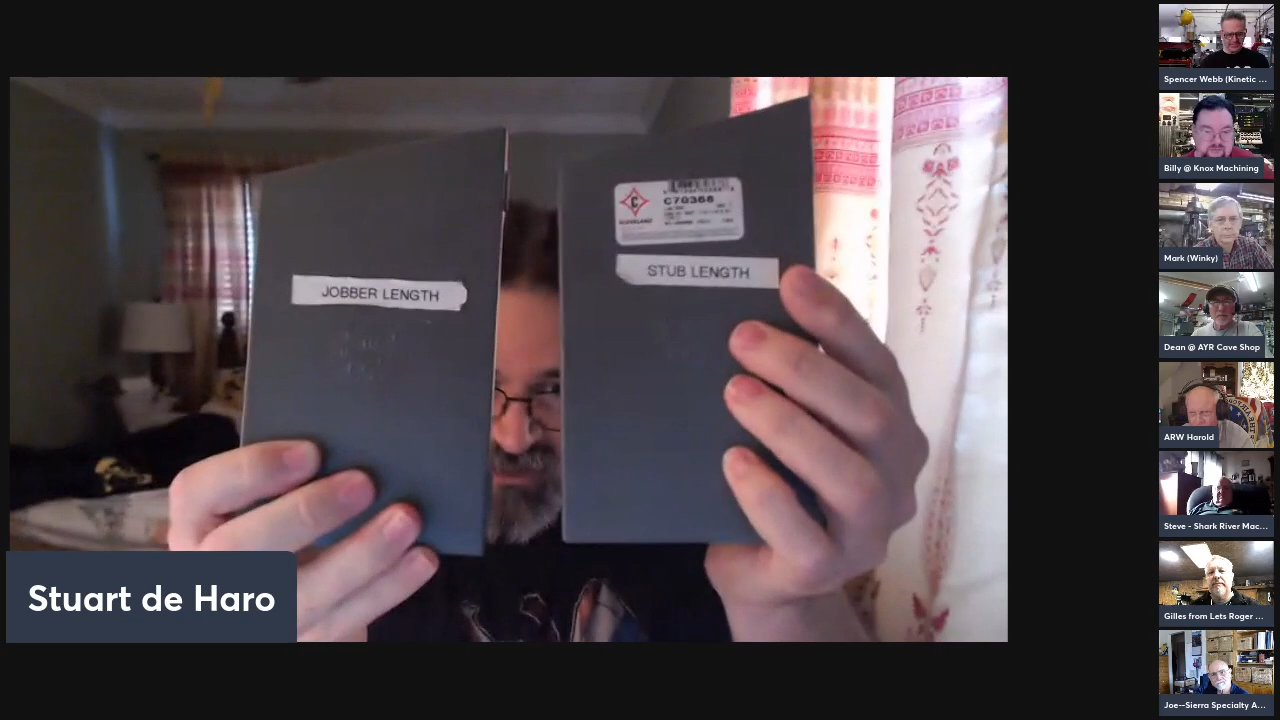 JOBBER LENGTH
C70368
STUB LENGTH
Stuart de Haro
Spencer Webb (Kinetic ...
Billy @ Knox Machining
Mark (Winky)
Dean @ AYR Cave Shop
ARW Harold
Steve - Shark River Mac...
Gilles from Lets Roger ...
Joe--Sierra Specialty A...